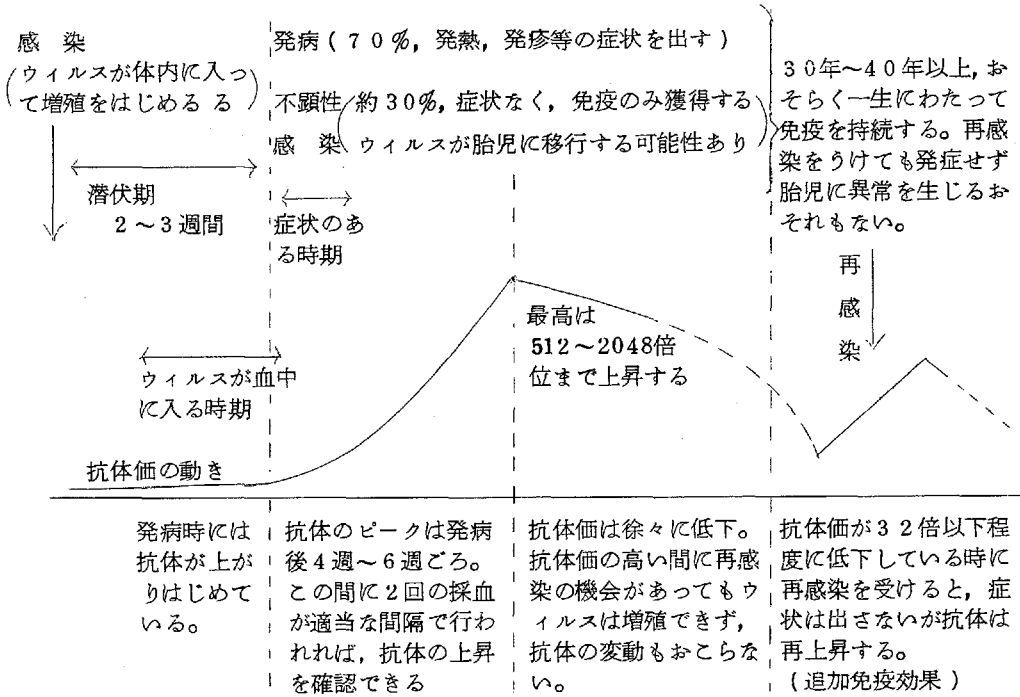 感 染
(ウィルスが体内に入っ
て増殖をはじめる る)
潜伏期
2~3週間
発病(70%,発熱,発疹等の症状を出す)
不顕性(約30%,症状なく,免疫のみ獲得する
感 染 ウィルスが胎児に移行する可能性あり)
症状のあ
る時期
30年~40年以上,お
そらく一生にわたって
免疫を持続する。再感
染をうけても発症せず
胎児に異常を生じるお
それもない。
再
感
染
最高は
512~2048倍
位まで上昇する
ウィルスが血中
に入る時期
抗体価の動き
発病時には
抗体が上が
りはじめて
いる。
抗体のピークは発病
後4週~6週ごろ。
この間に2回の採血
が適当な間隔で行わ
れれば,抗体の上昇
を確認できる
抗体価は徐々に低下。
抗体価の高い間に再感
染の機会があってもウ
ィルスは増殖できず,
抗体の変動もおこらな
い。
抗体価が32倍以下程
度に低下している時に
再感染を受けると,症
状は出さないが抗体は
再上昇する。
(追加免疫効果)